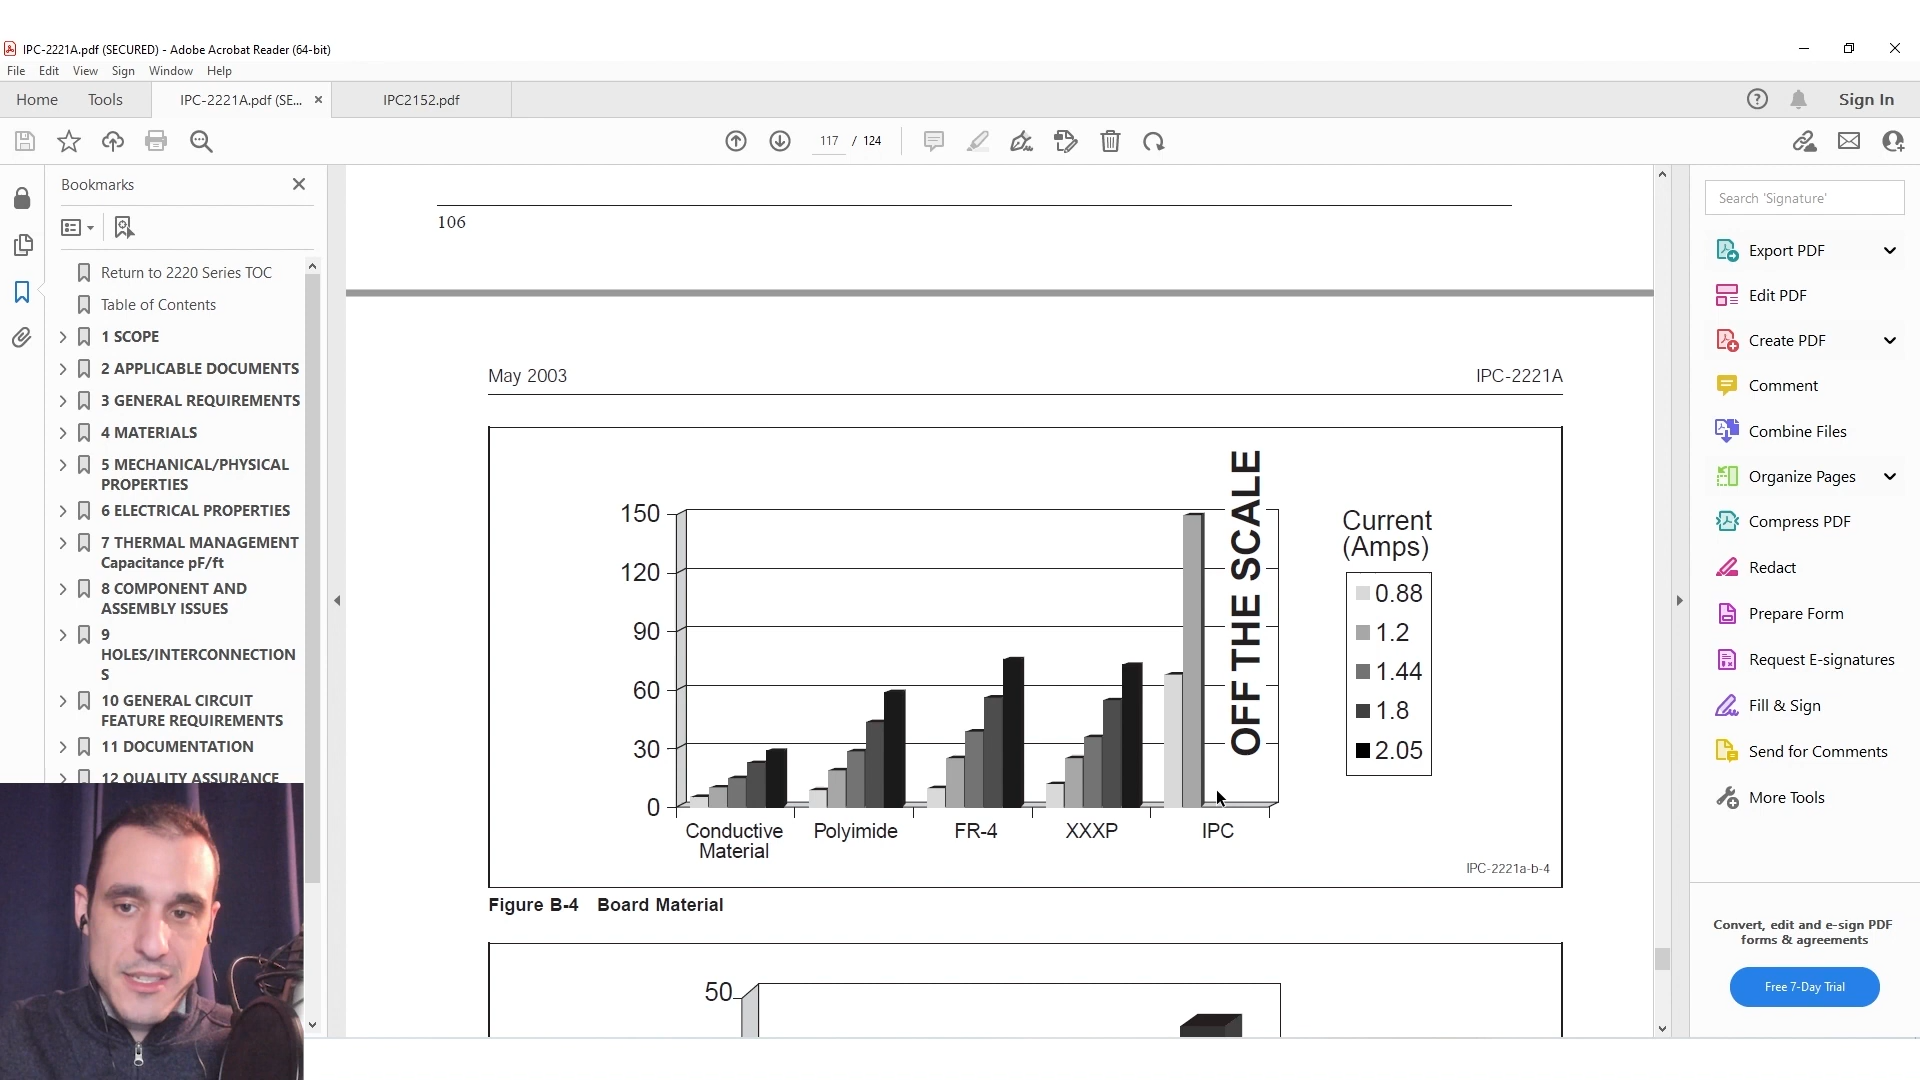 IPC-2221A.pdf (SECURED) - Adobe Acrobat Reader (64-bit)
File Edit View Sign Window Help
Home Tools IPC-2221A.pdf (SE... × IPC2152.pdf Sign In
117 / 124
Bookmarks
Return to 2220 Series TOC
Table of Contents
1 SCOPE
2 APPLICABLE DOCUMENTS
3 GENERAL REQUIREMENTS
4 MATERIALS
5 MECHANICAL/PHYSICAL
PROPERTIES
6 ELECTRICAL PROPERTIES
7 THERMAL MANAGEMENT
Capacitance pF/ft
8 COMPONENT AND
ASSEMBLY ISSUES
9
HOLES/INTERCONNECTION
S
10 GENERAL CIRCUIT
FEATURE REQUIREMENTS
11 DOCUMENTATION
12 QUALITY ASSURANCE
106
May 2003 IPC-2221A
150
120
90
60
30
0
Conductive
Material
Polyimide
FR-4
XXXP
IPC
OFF THE SCALE
Current
(Amps)
0.88
1.2
1.44
1.8
2.05
IPC-2221a-b-4
Figure B-4 Board Material
50
Search 'Signature'
Export PDF
Edit PDF
Create PDF
Comment
Combine Files
Organize Pages
Compress PDF
Redact
Prepare Form
Request E-signatures
Fill & Sign
Send for Comments
More Tools
Convert, edit and e-sign PDF
forms & agreements
Free 7-Day Trial